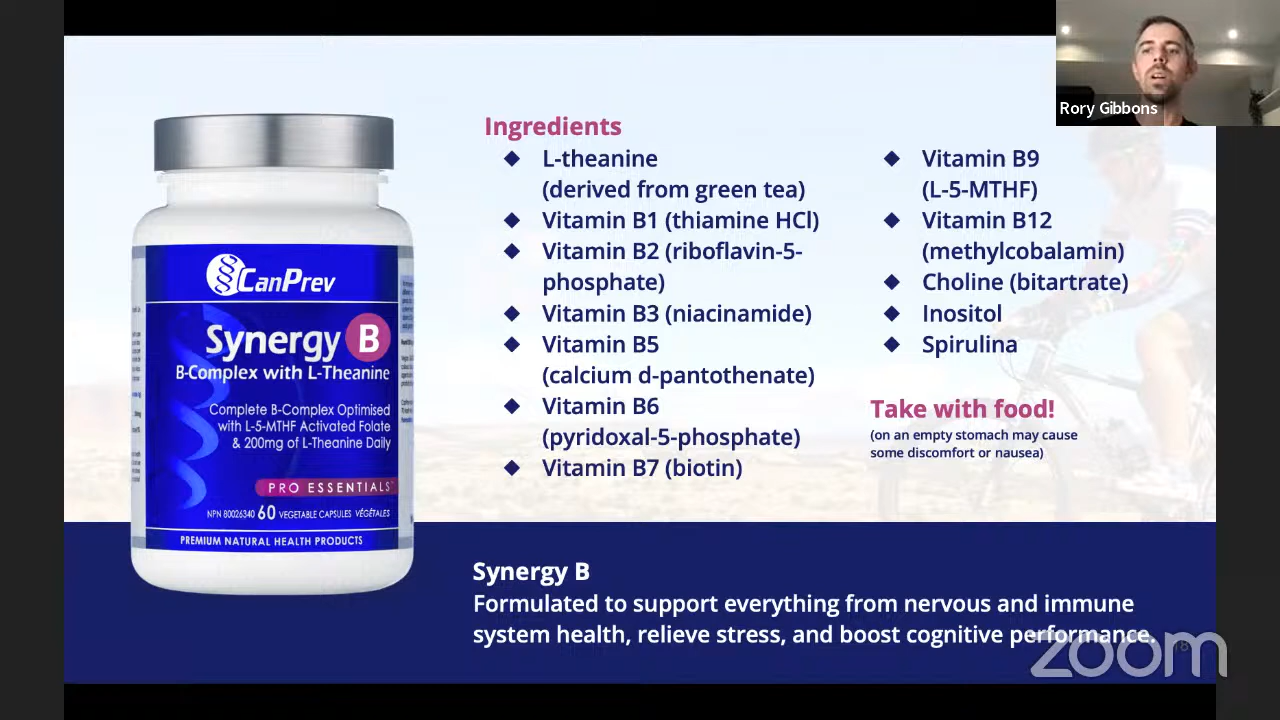 Rory Gibbons
CanPrev
Synergy B
B-Complex with L-Theanine
Complete B-Complex Optimised
with L-5-MTHF Activated Folate
& 200mg of L-Theanine Daily
PRO ESSENTIALS
NPN 80026340 60 VEGETABLE CAPSULES VÉGÉTALES
PREMIUM NATURAL HEALTH PRODUCTS
Ingredients
◆ L-theanine
(derived from green tea)
◆ Vitamin B1 (thiamine HCl)
◆ Vitamin B2 (riboflavin-5-
phosphate)
◆ Vitamin B3 (niacinamide)
◆ Vitamin B5
(calcium d-pantothenate)
◆ Vitamin B6
(pyridoxal-5-phosphate)
◆ Vitamin B7 (biotin)
◆ Vitamin B9
(L-5-MTHF)
◆ Vitamin B12
(methylcobalamin)
◆ Choline (bitartrate)
◆ Inositol
◆ Spirulina
Take with food!
(on an empty stomach may cause
some discomfort or nausea)
Synergy B
Formulated to support everything from nervous and immune
system health, relieve stress, and boost cognitive performance.
zoom